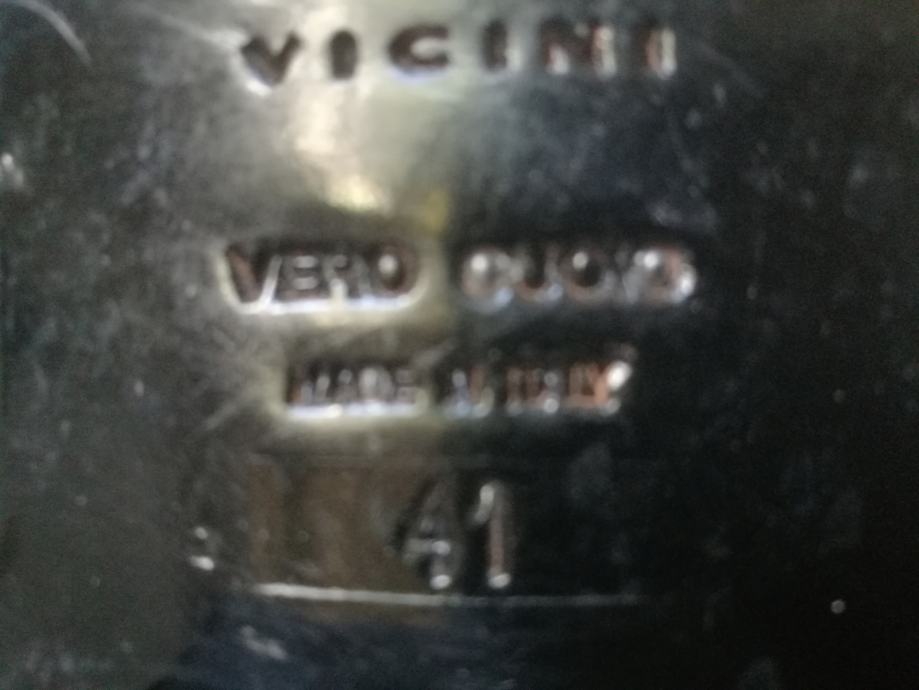 VICINI
VERO CUOIO
MADE IN ITALY
41